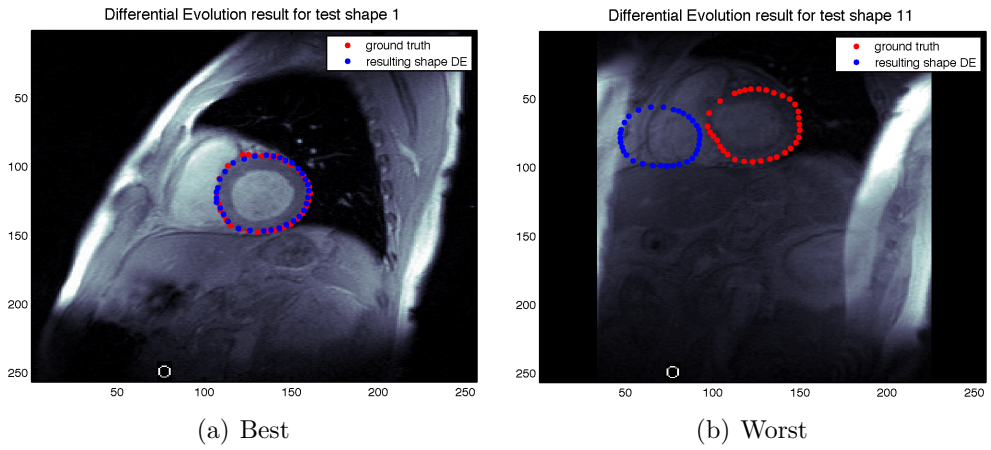 Differential Evolution result for test shape 1
ground truth
resulting shape DE
50
100
150
200
250
50 100 150 200 250
(a) Best
Differential Evolution result for test shape 11
ground truth
resulting shape DE
50
100
150
200
250
50 100 150 200 250
(b) Worst